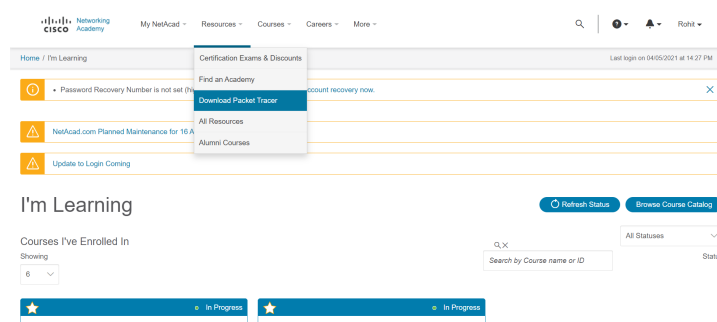 Networking
CISCO Academy
My NetAcad Resources Courses Careers More
Rohit
Home / I'm Learning
Last login on 04/05/2021 at 14:27 PM
Certification Exams & Discounts
Find an Academy
Download Packet Tracer
All Resources
Alumni Courses
• Password Recovery Number is not set (hi ccount recovery now.
NetAcad.com Planned Maintenance for 16 A
Update to Login Coming
I'm Learning
Refresh Status
Browse Course Catalog
Courses I've Enrolled In
All Statuses
Showing
Search by Course name or ID
Statu
6
In Progress
In Progress